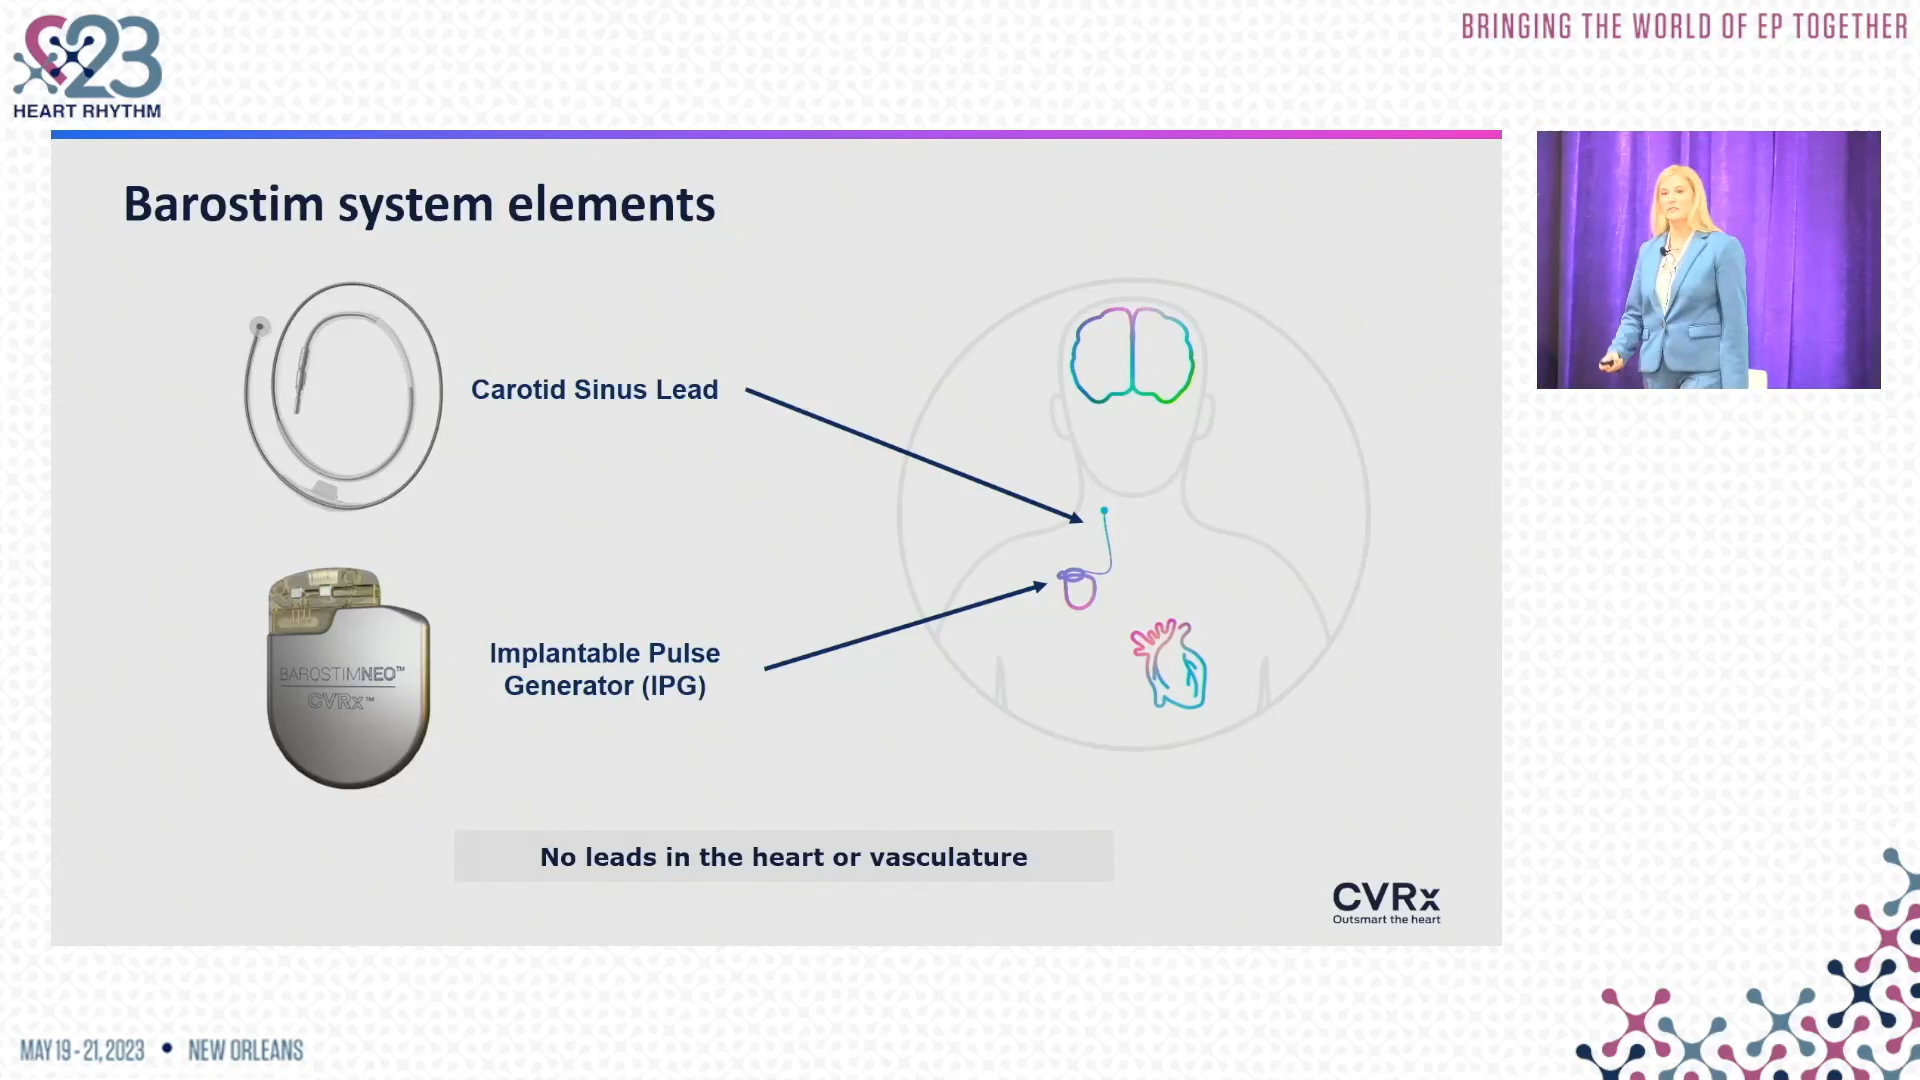 23
HEART RHYTHM
BRINGING THE WORLD OF EP TOGETHER
Barostim system elements
Carotid Sinus Lead
Implantable Pulse
Generator (IPG)
BAROSTIMNEO™
CVRx™
No leads in the heart or vasculature
CVRx
Outsmart the heart
MAY 19 - 21, 2023 • NEW ORLEANS